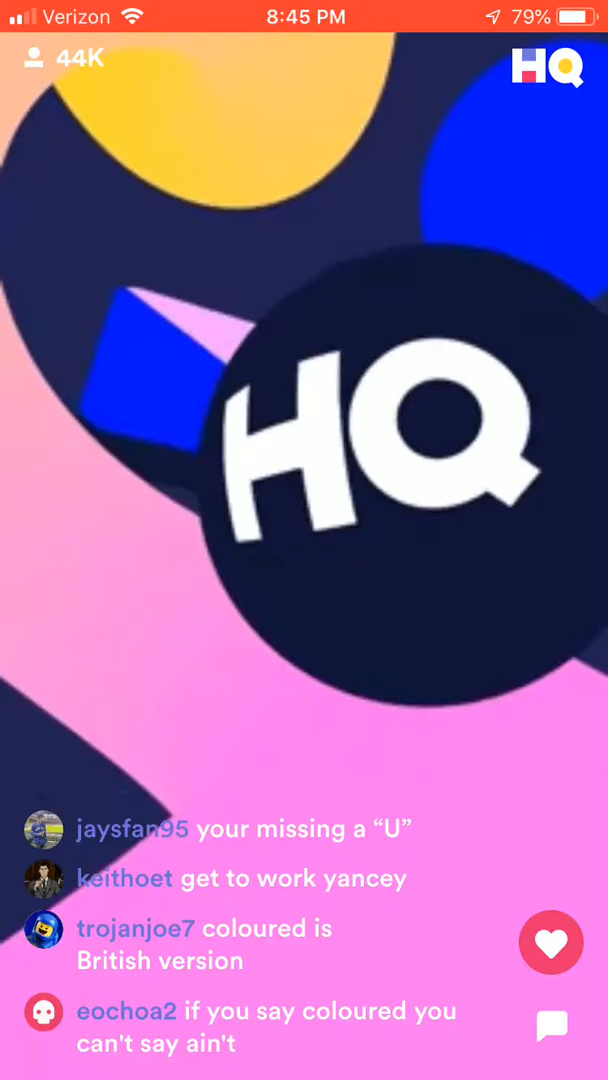 Verizon 8:45 PM 79%
44K HQ
HQ
jaysfan95 your missing a “U”
keithoet get to work yancey
trojanjoe7 coloured is
British version
eochoa2 if you say coloured you
can't say ain't